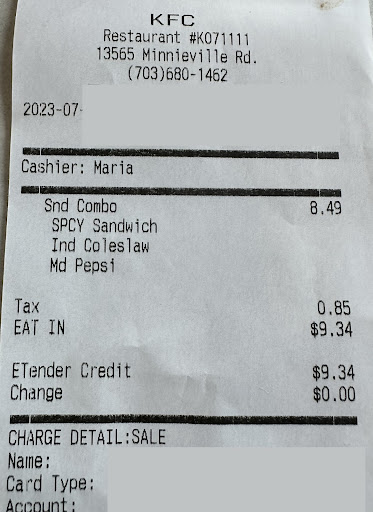 KFC
Restaurant #K071111
13565 Minnieville Rd.
(703)680-1462
2023-07-
Cashier: Maria
Snd Combo 8.49
SPCY Sandwich
Ind Coleslaw
Md Pepsi
Tax 0.85
EAT IN $9.34
ETender Credit $9.34
Change $0.00
CHARGE DETAIL:SALE
Name:
Card Type:
Account: